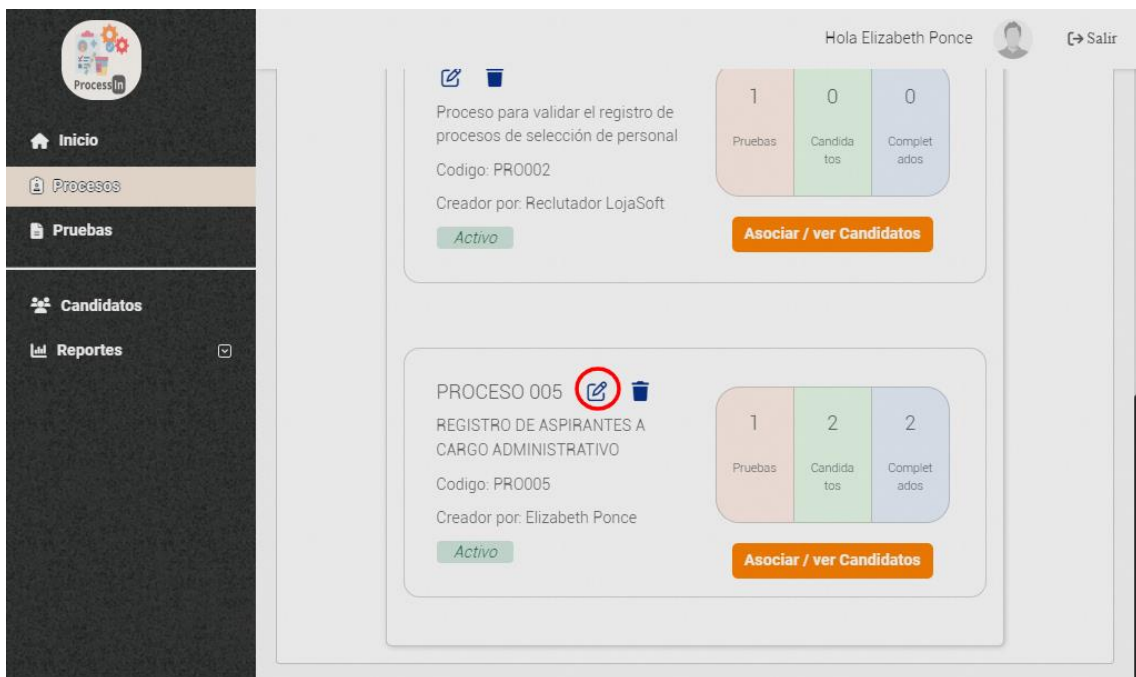 ProcessIn
Hola Elizabeth Ponce
Salir
Inicio
Procesos
Pruebas
Candidatos
Reportes
Proceso para validar el registro de
procesos de selección de personal
Codigo: PRO002
Creador por: Reclutador LojaSoft
Activo
1
0
0
Pruebas
Candida
tos
Complet
ados
Asociar / ver Candidatos
PROCESO 005
REGISTRO DE ASPIRANTES A
CARGO ADMINISTRATIVO
Codigo: PRO005
Creador por: Elizabeth Ponce
Activo
1
2
2
Pruebas
Candida
tos
Complet
ados
Asociar / ver Candidatos